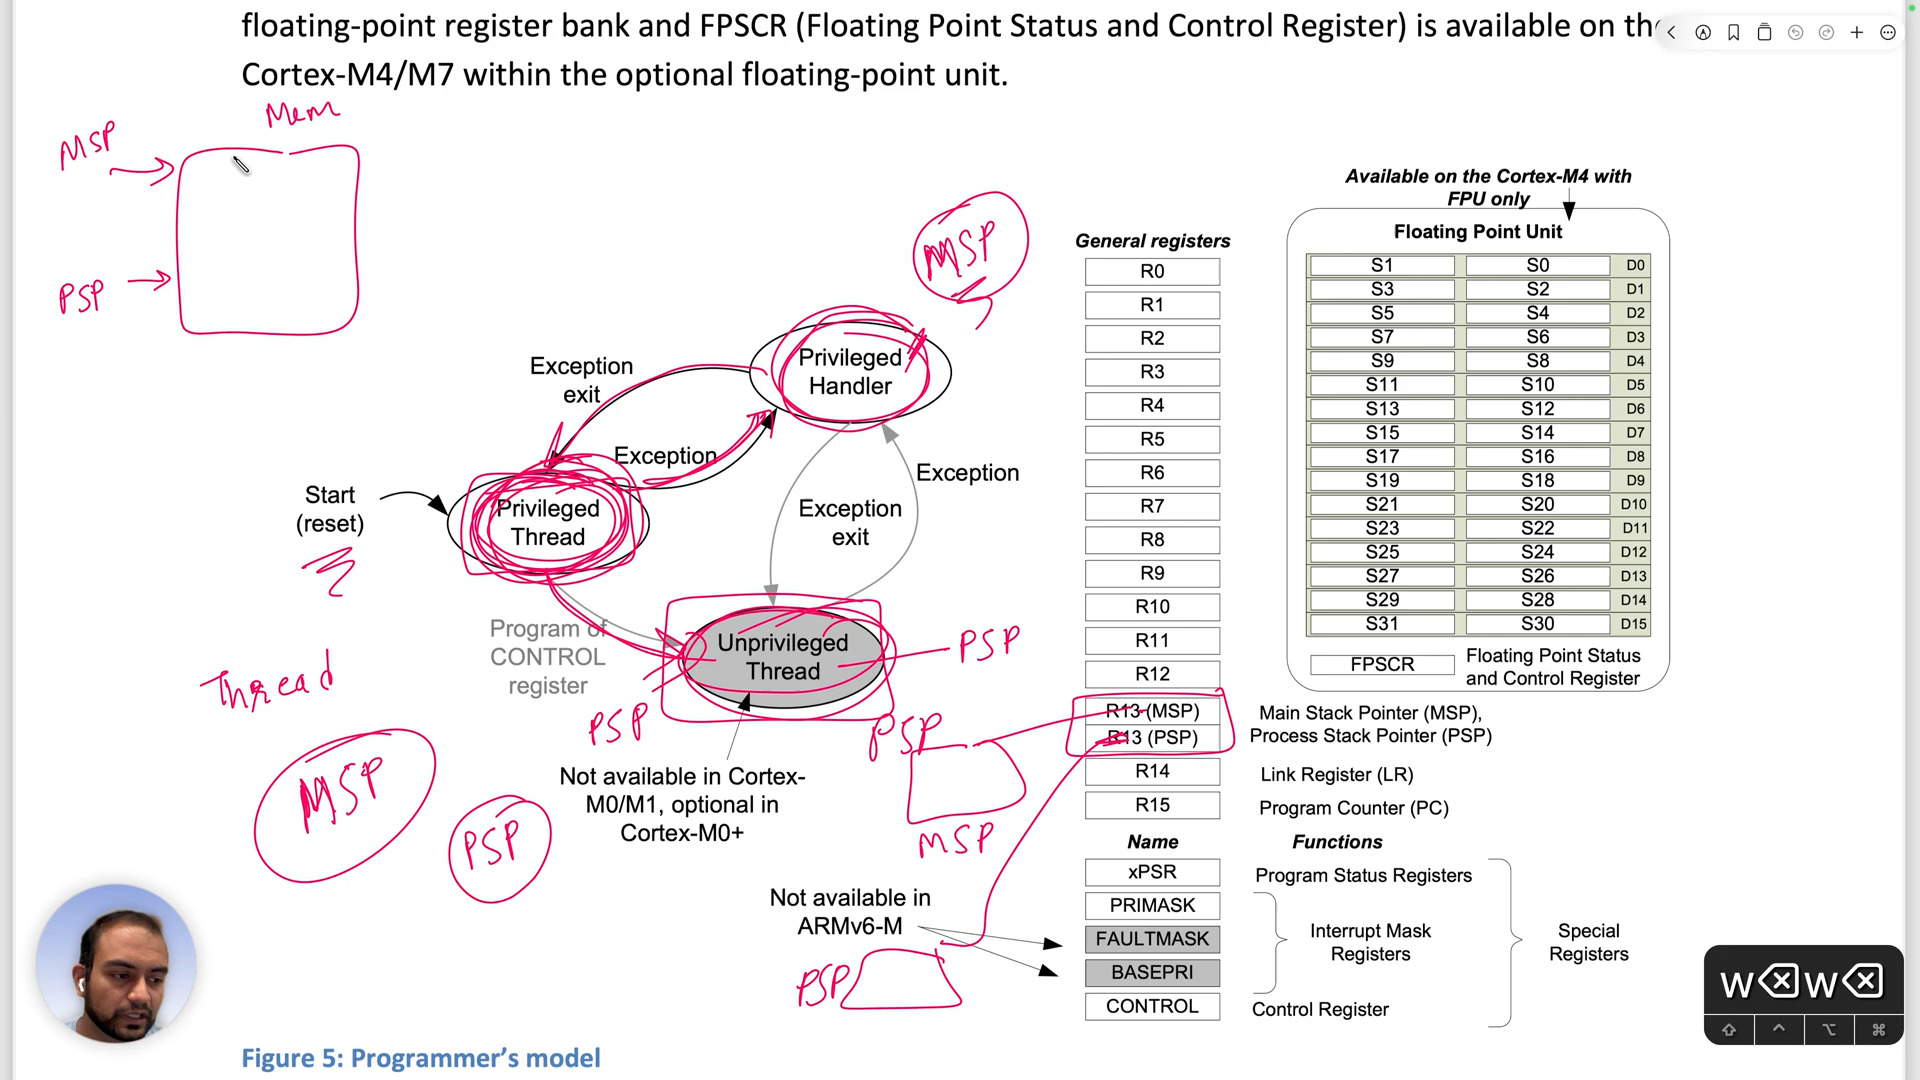 floating-point register bank and FPSCR (Floating Point Status and Control Register) is available on th
Cortex-M4/M7 within the optional floating-point unit.
Mem
MSP
PSP
MSP
Privileged
Handler
Exception
exit
Exception
Exception
Exception
exit
Start
(reset)
Privileged
Thread
Program of
CONTROL
register
Unprivileged
Thread
PSP
PSP
Thread
MSP
PSP
Not available in Cortex-
M0/M1, optional in
Cortex-M0+
PSP
MSP
Not available in
ARMv6-M
PSP
General registers
R0
R1
R2
R3
R4
R5
R6
R7
R8
R9
R10
R11
R12
R13 (MSP)
R13 (PSP)
Main Stack Pointer (MSP),
Process Stack Pointer (PSP)
R14
Link Register (LR)
R15
Program Counter (PC)
Name
Functions
xPSR
Program Status Registers
PRIMASK
FAULTMASK
BASEPRI
Interrupt Mask
Registers
CONTROL
Control Register
Special
Registers
Available on the Cortex-M4 with
FPU only
Floating Point Unit
S1 S0 D0
S3 S2 D1
S5 S4 D2
S7 S6 D3
S9 S8 D4
S11 S10 D5
S13 S12 D6
S15 S14 D7
S17 S16 D8
S19 S18 D9
S21 S20 D10
S23 S22 D11
S25 S24 D12
S27 S26 D13
S29 S28 D14
S31 S30 D15
FPSCR
Floating Point Status
and Control Register
Figure 5: Programmer’s model
w⌫w⌫
⇧ ⌃ ⌥ ⌘